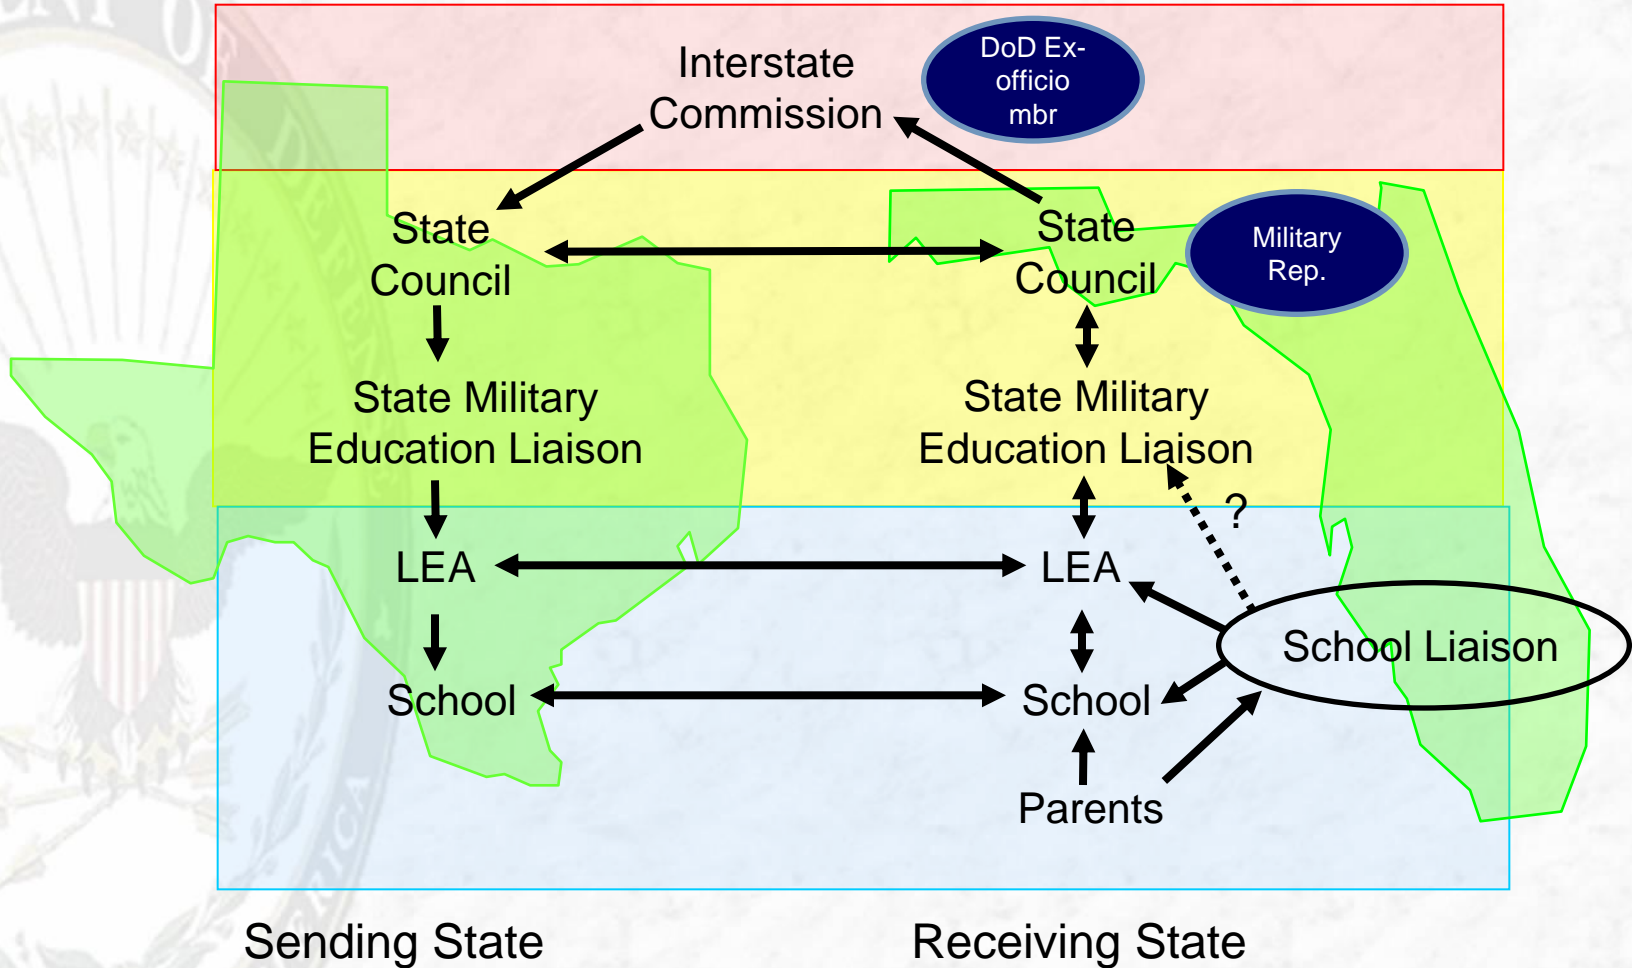 Interstate
Commission
DoD Ex-
officio
mbr
State
Council
State
Council
Military
Rep.
State Military
Education Liaison
State Military
Education Liaison
?
LEA
LEA
School Liaison
School
School
Parents
Sending State
Receiving State